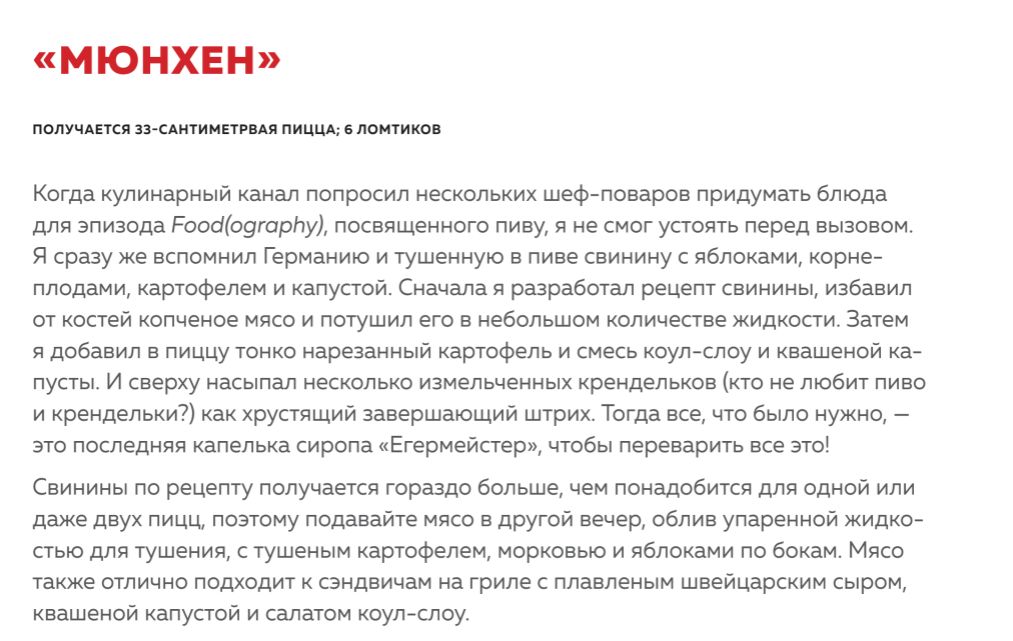 «МЮНХЕН»
ПОЛУЧАЕТСЯ 33-САНТИМЕТРВАЯ ПИЦЦА; 6 ЛОМТИКОВ
Когда кулинарный канал попросил нескольких шеф-поваров придумать блюда
для эпизода Food(ography), посвященного пиву, я не смог устоять перед вызовом.
Я сразу же вспомнил Германию и тушенную в пиве свинину с яблоками, корне-
плодами, картофелем и капустой. Сначала я разработал рецепт свинины, избавил
от костей копченое мясо и потушил его в небольшом количестве жидкости. Затем
я добавил в пиццу тонко нарезанный картофель и смесь коул-слоу и квашеной ка-
пусты. И сверху насыпал несколько измельченных крендельков (кто не любит пиво
и крендельки?) как хрустящий завершающий штрих. Тогда все, что было нужно, —
это последняя капелька сиропа «Егермейстер», чтобы переварить все это!
Свинины по рецепту получается гораздо больше, чем понадобится для одной или
даже двух пицц, поэтому подавайте мясо в другой вечер, облив упаренной жидко-
стью для тушения, с тушеным картофелем, морковью и яблоками по бокам. Мясо
также отлично подходит к сэндвичам на гриле с плавленым швейцарским сыром,
квашеной капустой и салатом коул-слоу.